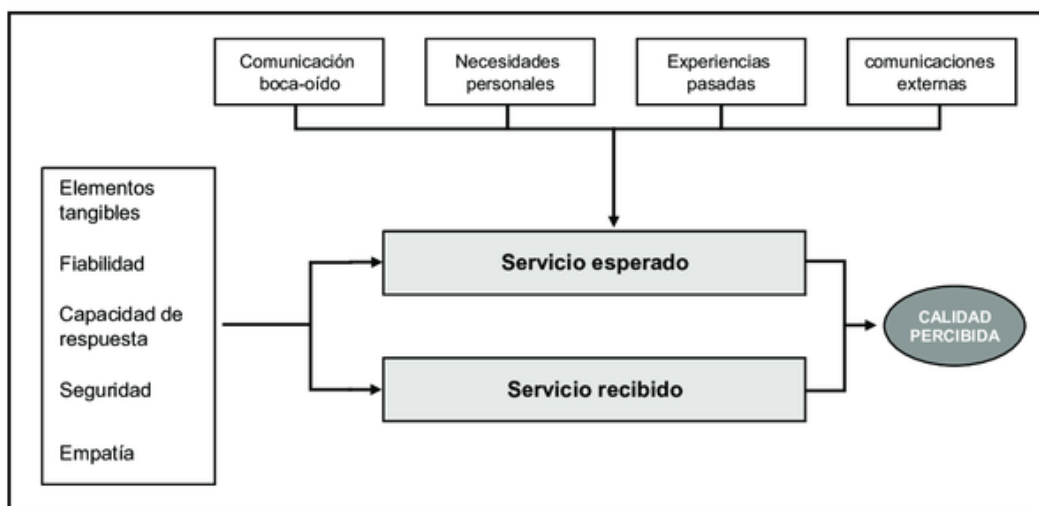 Comunicación
boca-oído
Necesidades
personales
Experiencias
pasadas
comunicaciones
externas
Elementos
tangibles
Fiabilidad
Capacidad de
respuesta
Seguridad
Empatía
Servicio esperado
Servicio recibido
CALIDAD
PERCIBIDA